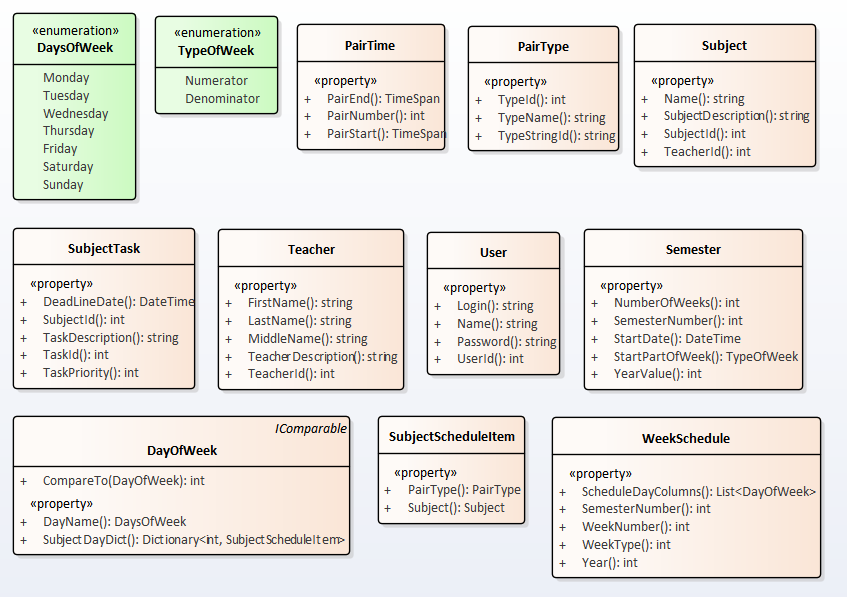 «enumeration»
DaysOfWeek
Monday
Tuesday
Wednesday
Thursday
Friday
Saturday
Sunday
«enumeration»
TypeOfWeek
Numerator
Denominator
PairTime
«property»
+ PairEnd(): TimeSpan
+ PairNumber(): int
+ PairStart(): TimeSpan
PairType
«property»
+ TypeId(): int
+ TypeName(): string
+ TypeStringId(): string
Subject
«property»
+ Name(): string
+ SubjectDescription(): string
+ SubjectId(): int
+ TeacherId(): int
SubjectTask
«property»
+ DeadLineDate(): DateTime
+ SubjectId(): int
+ TaskDescription(): string
+ TaskId(): int
+ TaskPriority(): int
Teacher
«property»
+ FirstName(): string
+ LastName(): string
+ MiddleName(): string
+ TeacherDescription(): string
+ TeacherId(): int
User
«property»
+ Login(): string
+ Name(): string
+ Password(): string
+ UserId(): int
Semester
«property»
+ NumberOfWeeks(): int
+ SemesterNumber(): int
+ StartDate(): DateTime
+ StartPartOfWeek(): TypeOfWeek
+ YearValue(): int
IComparable
DayOfWeek
+ CompareTo(DayOfWeek): int
«property»
+ DayName(): DaysOfWeek
+ SubjectDayDict(): Dictionary<int, SubjectScheduleItem>
SubjectScheduleItem
«property»
+ PairType(): PairType
+ Subject(): Subject
WeekSchedule
«property»
+ ScheduleDayColumns(): List<DayOfWeek>
+ SemesterNumber(): int
+ WeekNumber(): int
+ WeekType(): int
+ Year(): int